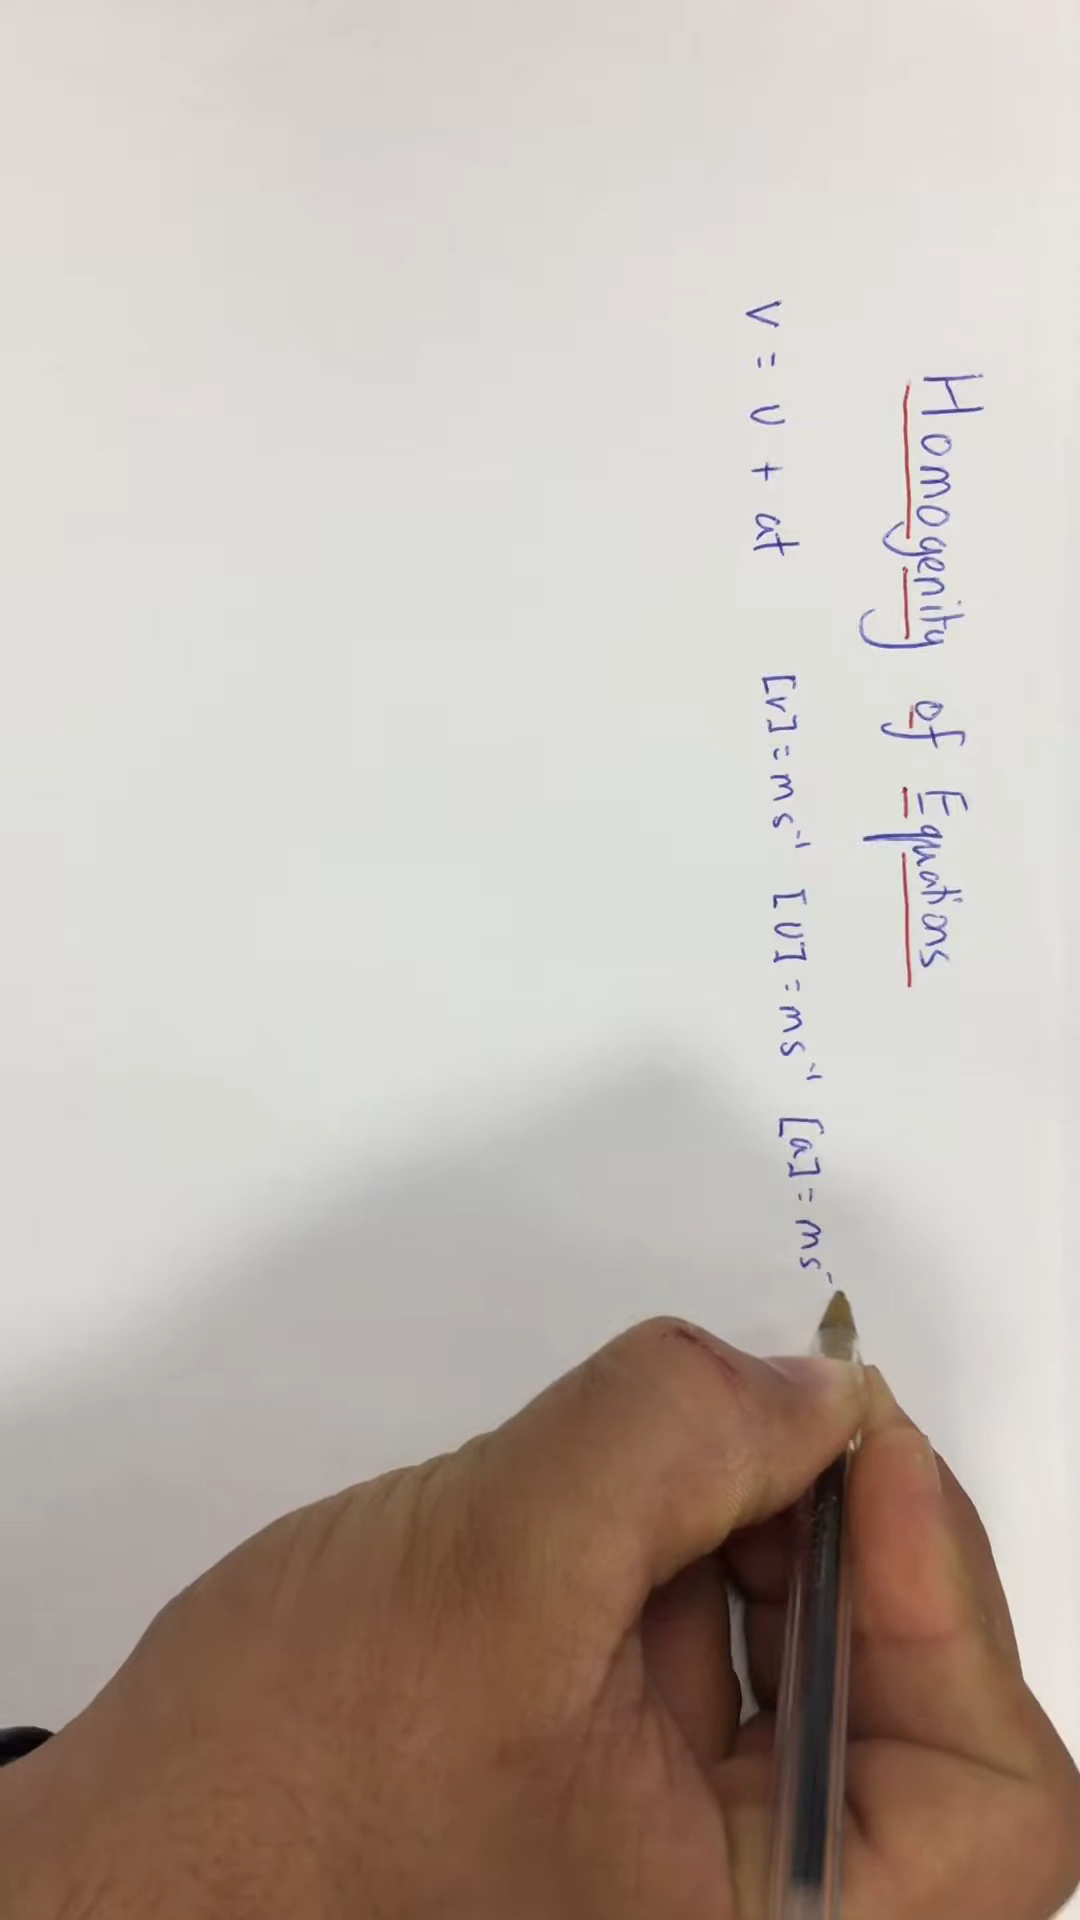 Homogenity of Equations
v = u + at [v] = ms⁻¹ [u] = ms⁻¹ [a] = ms⁻